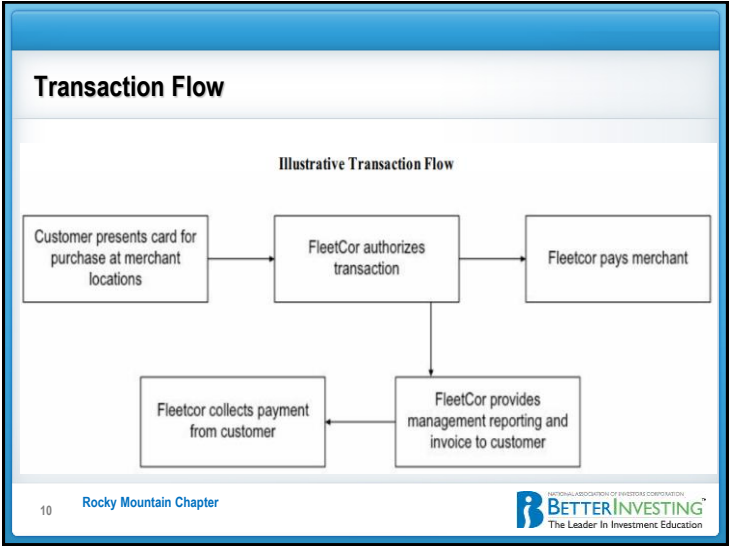 Transaction Flow
Illustrative Transaction Flow
Customer presents card for
purchase at merchant
locations
FleetCor authorizes
transaction
Fleetcor pays merchant
Fleetcor collects payment
from customer
FleetCor provides
management reporting and
invoice to customer
10
Rocky Mountain Chapter
NATIONAL ASSOCIATION OF INVESTORS CORPORATION
BETTERINVESTING™
The Leader In Investment Education